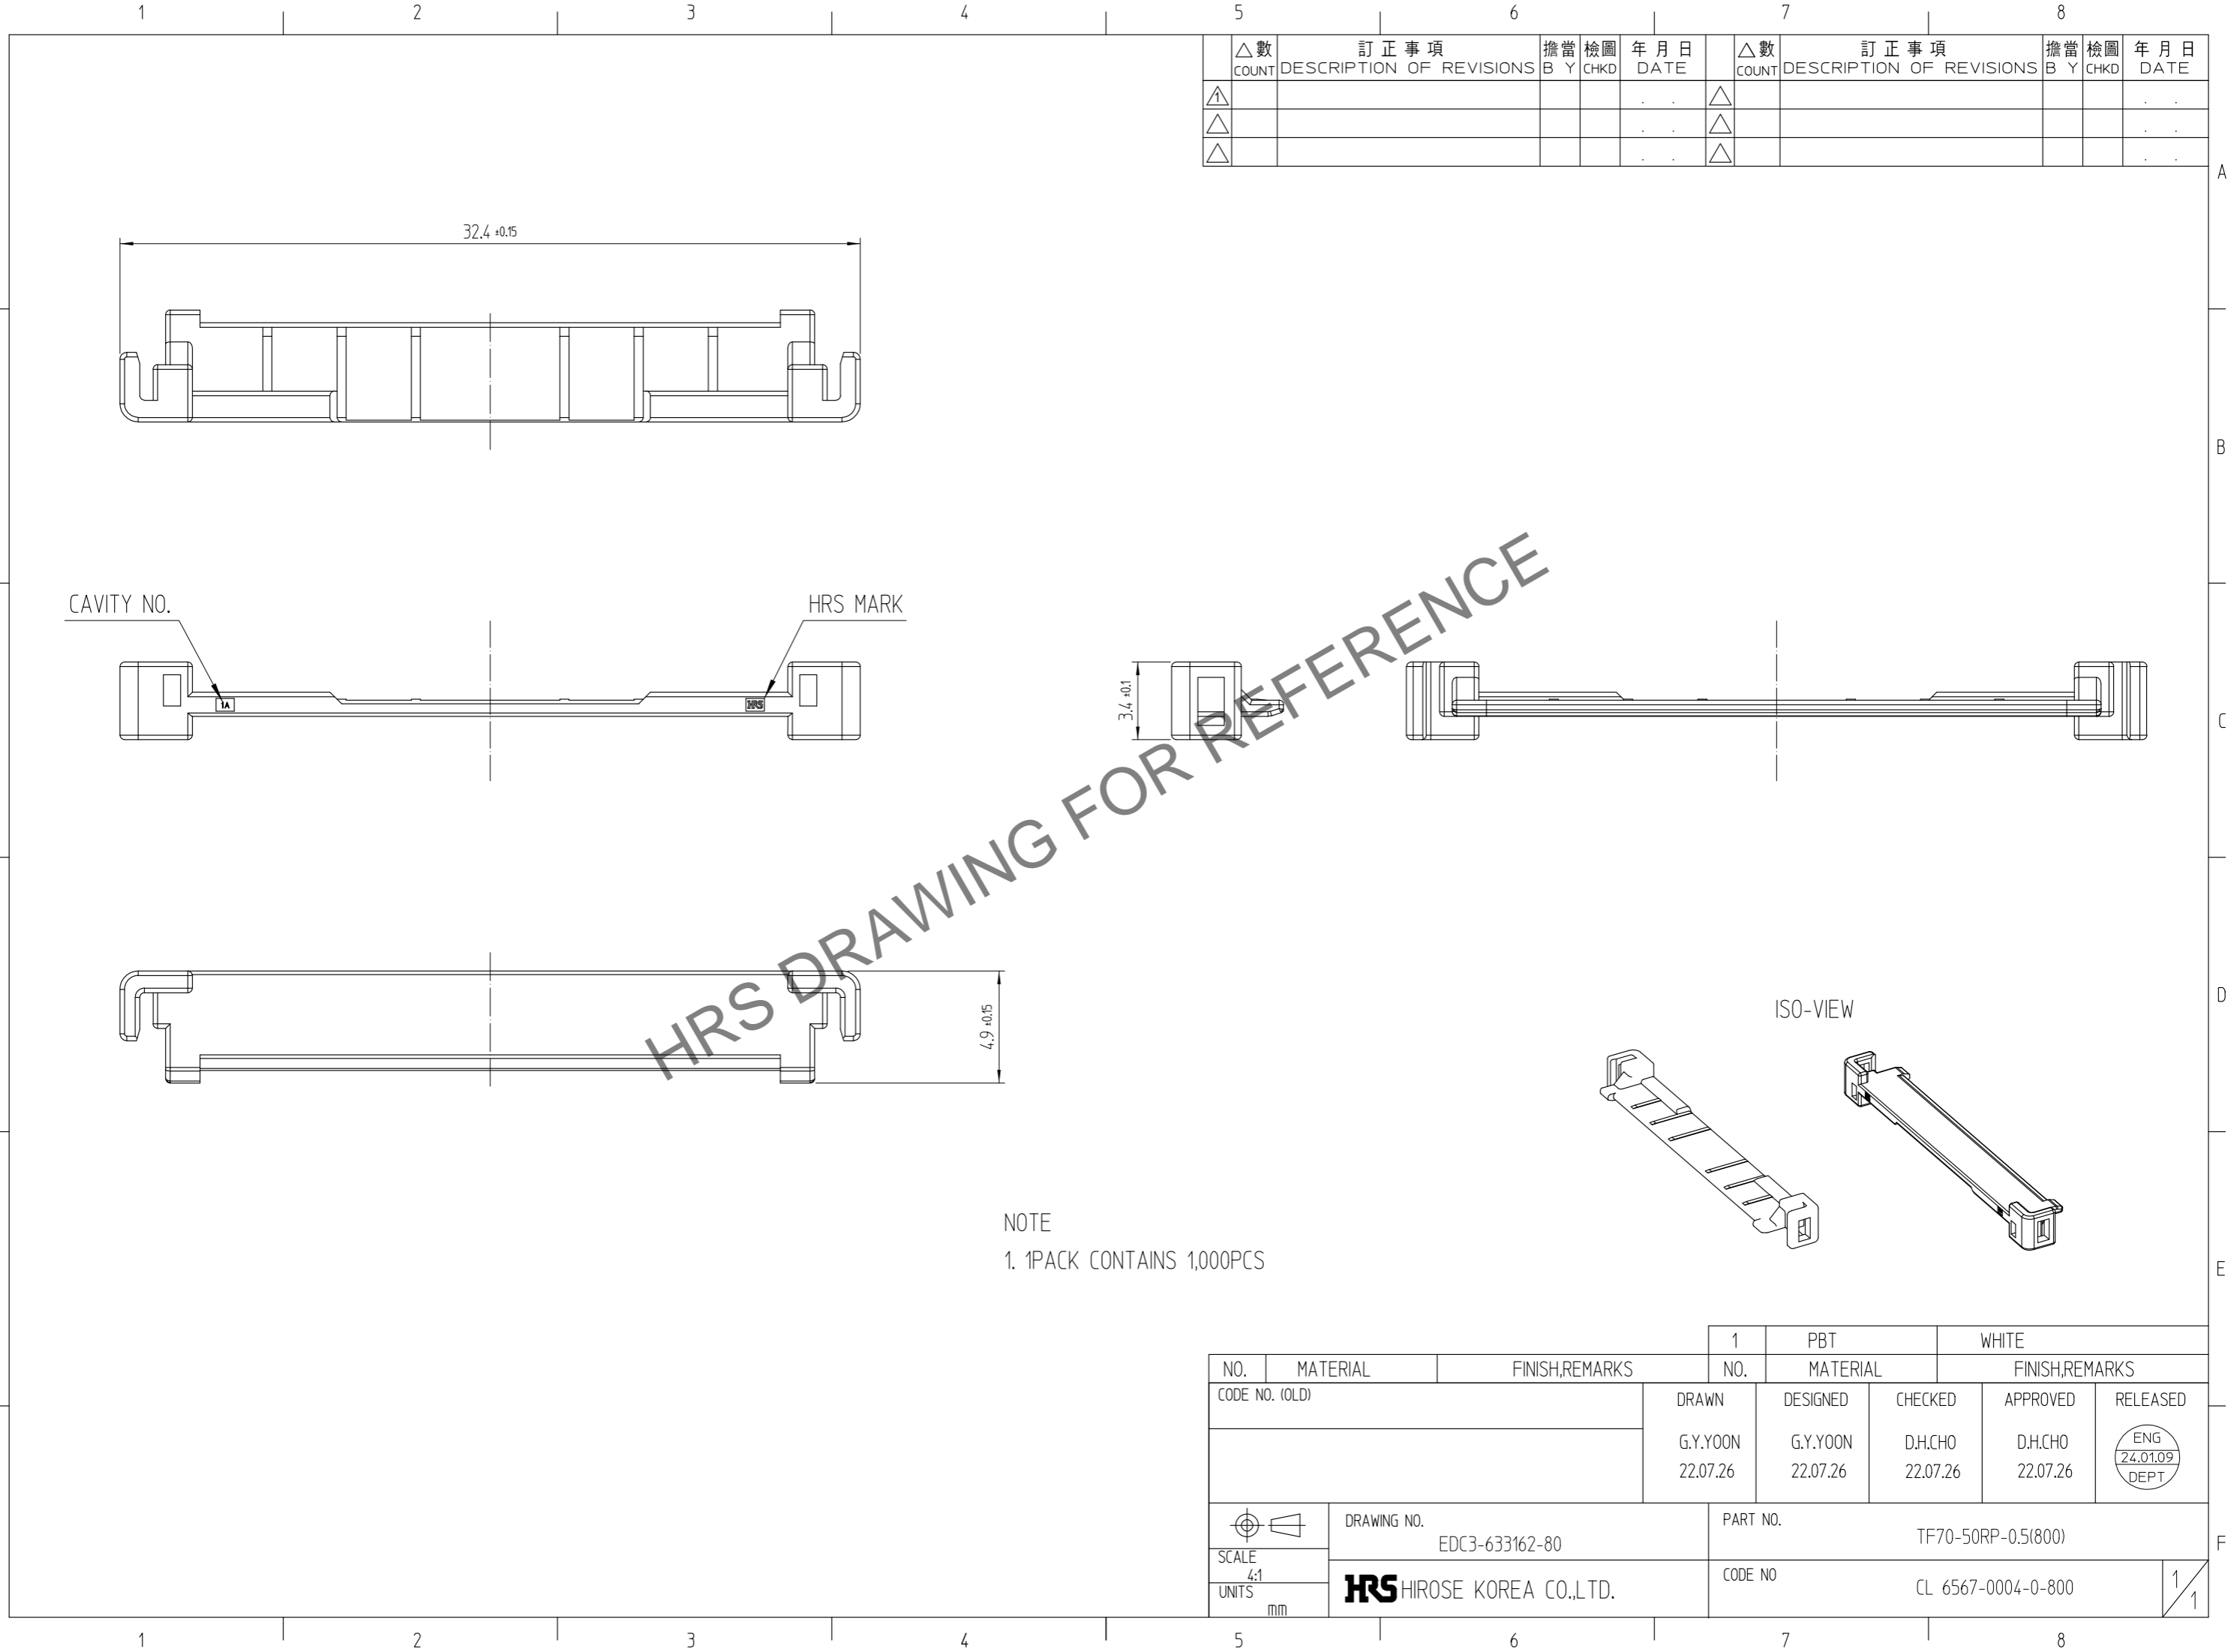 1 2 3 4 5 6 7 8
△數 訂正事項 擔當 檢圖 年月日 △數 訂正事項 擔當 檢圖 年月日
COUNT DESCRIPTION OF REVISIONS B Y CHKD DATE COUNT DESCRIPTION OF REVISIONS B Y CHKD DATE
1 . . . .
. . . .
. . . .
A
32.4 ±0.15
B
CAVITY NO.
HRS MARK
1A
HRS
3.4 ±0.1
C
HRS DRAWING FOR REFERENCE
4.9 ±0.15
D
ISO-VIEW
NOTE
1. 1PACK CONTAINS 1,000PCS
E
1 PBT WHITE
NO. MATERIAL FINISH,REMARKS NO. MATERIAL FINISH,REMARKS
CODE NO. (OLD)
DRAWN DESIGNED CHECKED APPROVED RELEASED
G.Y.YOON G.Y.YOON D.H.CHO D.H.CHO
22.07.26 22.07.26 22.07.26 22.07.26
ENG
24.01.09
DEPT
DRAWING NO.
EDC3-633162-80
PART NO.
TF70-50RP-0.5(800)
F
SCALE
4:1
UNITS
mm
HRS HIROSE KOREA CO.,LTD.
CODE NO
CL 6567-0004-0-800
1/1
1 2 3 4 5 6 7 8